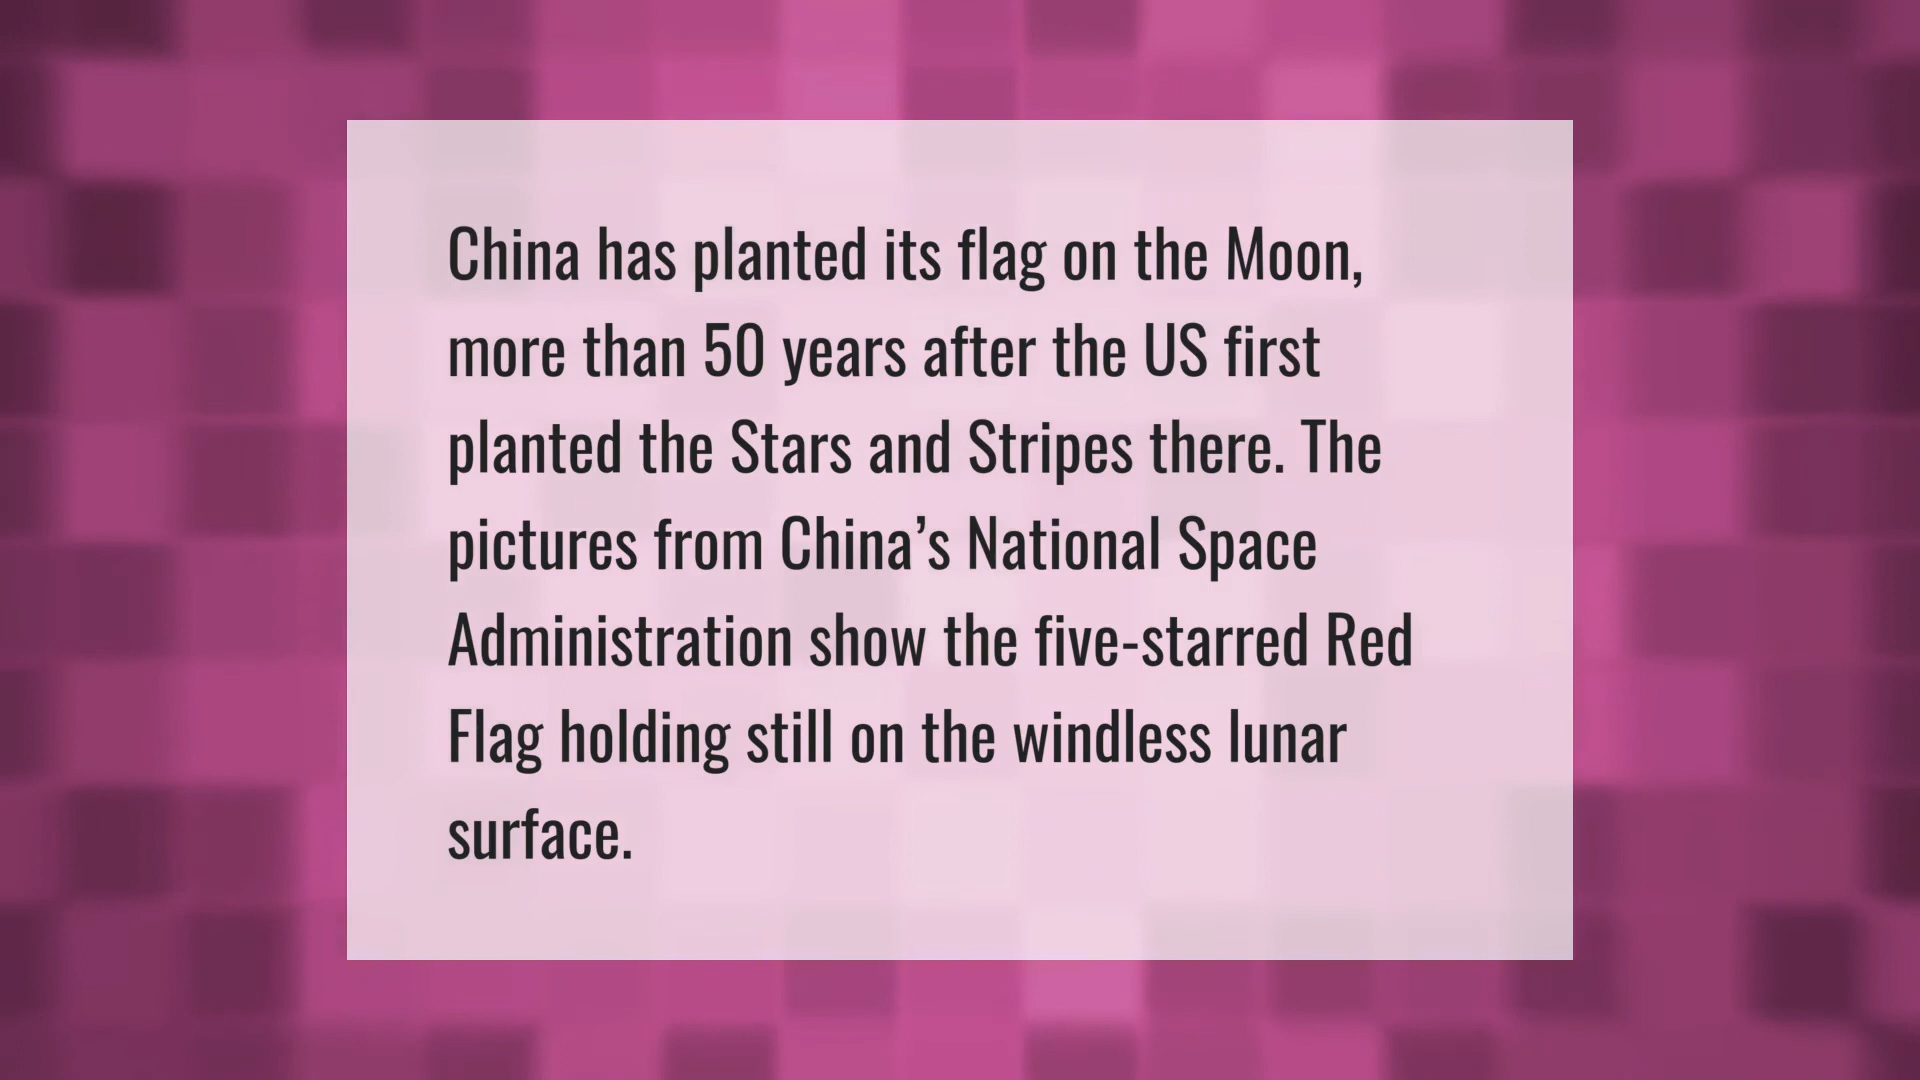 China has planted its flag on the Moon,
more than 50 years after the US first
planted the Stars and Stripes there. The
pictures from China’s National Space
Administration show the five-starred Red
Flag holding still on the windless lunar
surface.